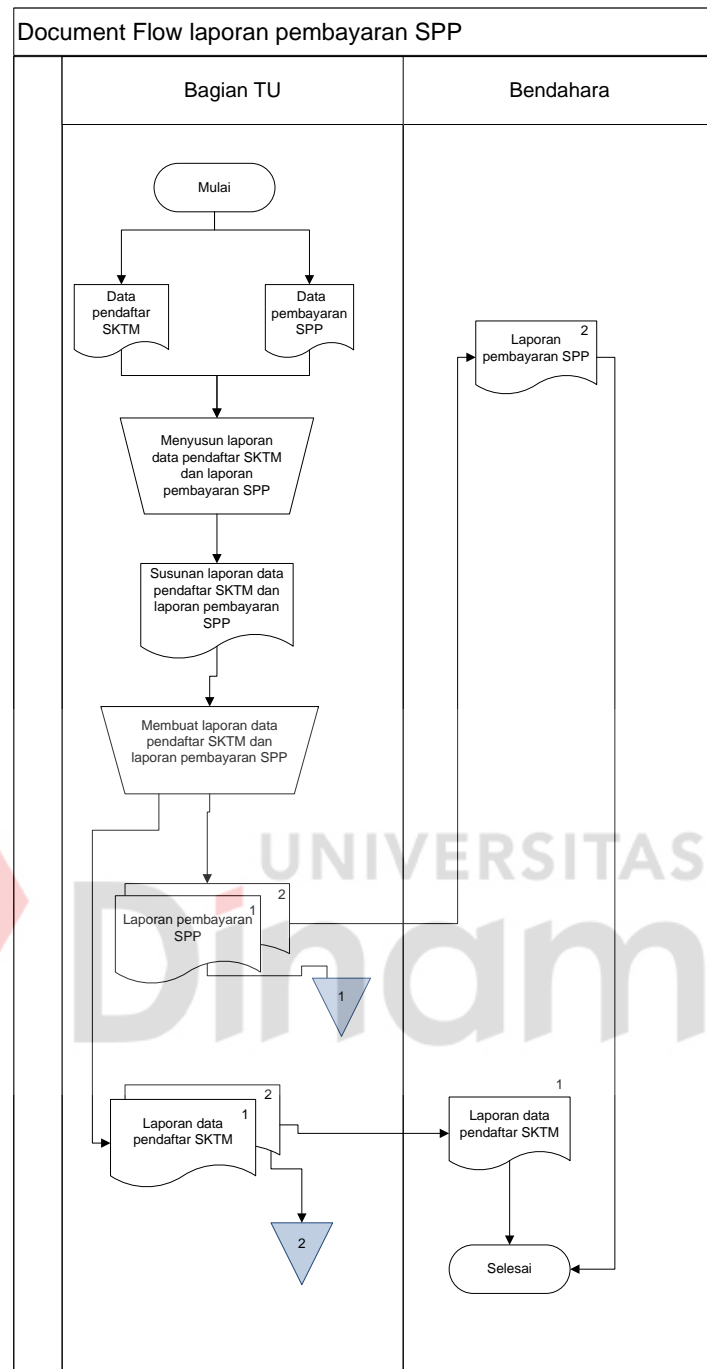 Document Flow laporan pembayaran SPP
Bagian TU
Bendahara
Mulai
Data
pendaftar
SKTM
Data
pembayaran
SPP
2
Laporan
pembayaran SPP
Menyusun laporan
data pendaftar SKTM
dan laporan
pembayaran SPP
Susunan laporan data
pendaftar SKTM dan
laporan pembayaran
SPP
Membuat laporan data
pendaftar SKTM dan
laporan pembayaran SPP
UNIVERSITAS
Dinam
2
1
Laporan pembayaran
SPP
1
2
1
Laporan data
pendaftar SKTM
1
Laporan data
pendaftar SKTM
2
Selesai